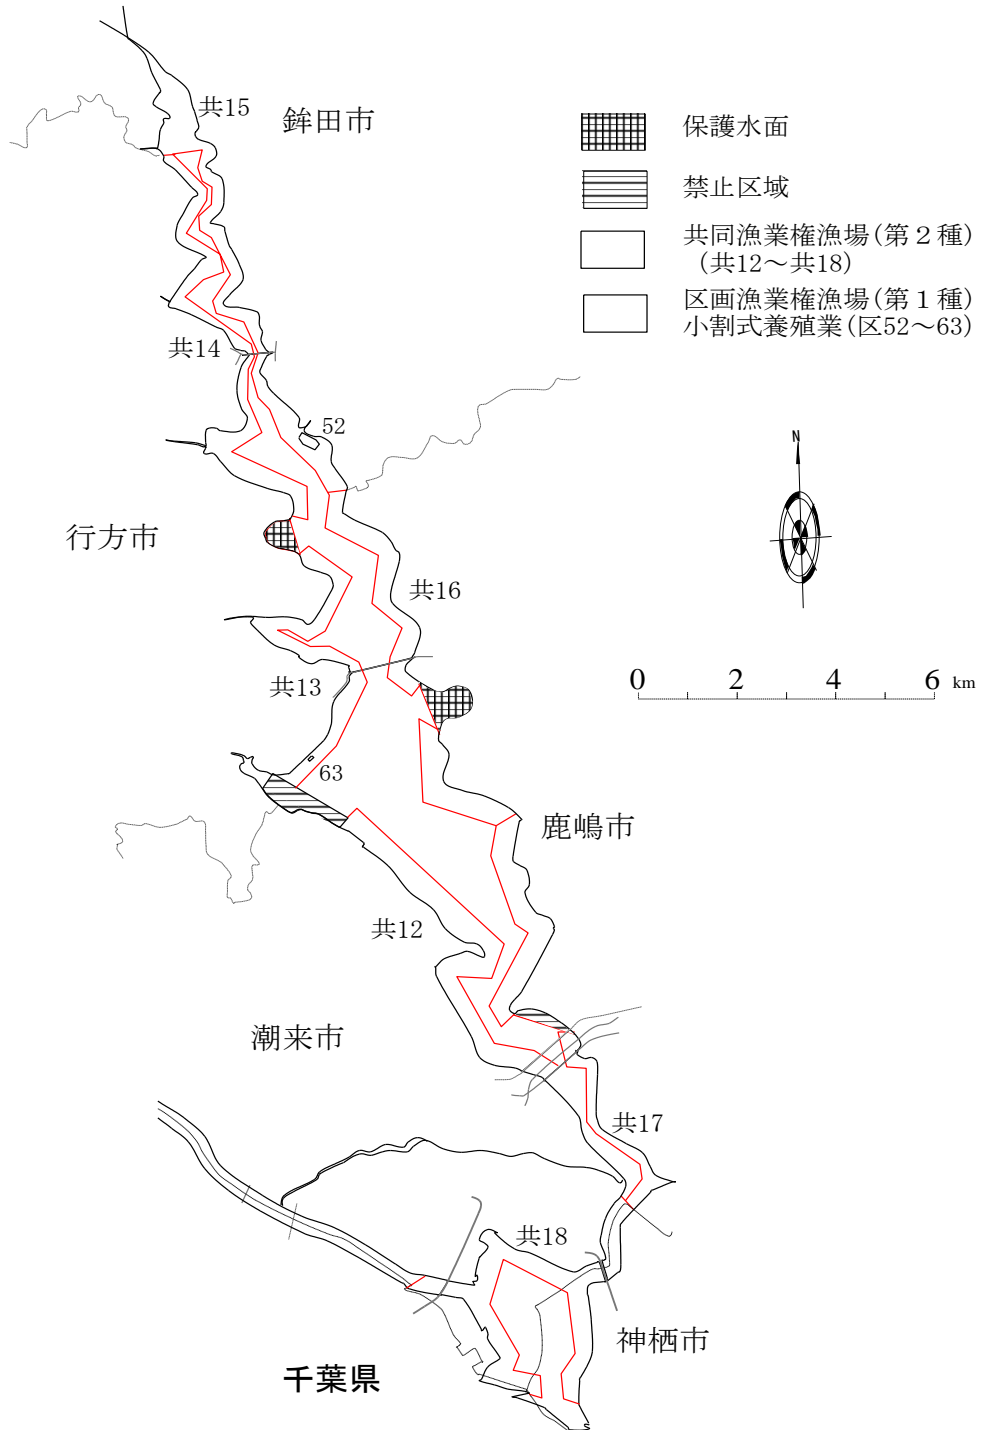 共15
鉾田市
保護水面
禁止区域
共同漁業権漁場(第２種)
(共12～共18)
区画漁業権漁場(第１種)
小割式養殖業(区52～63)
共14
52
N
行方市
共16
共13
0 2 4 6 km
63
鹿嶋市
共12
潮来市
共17
共18
神栖市
千葉県